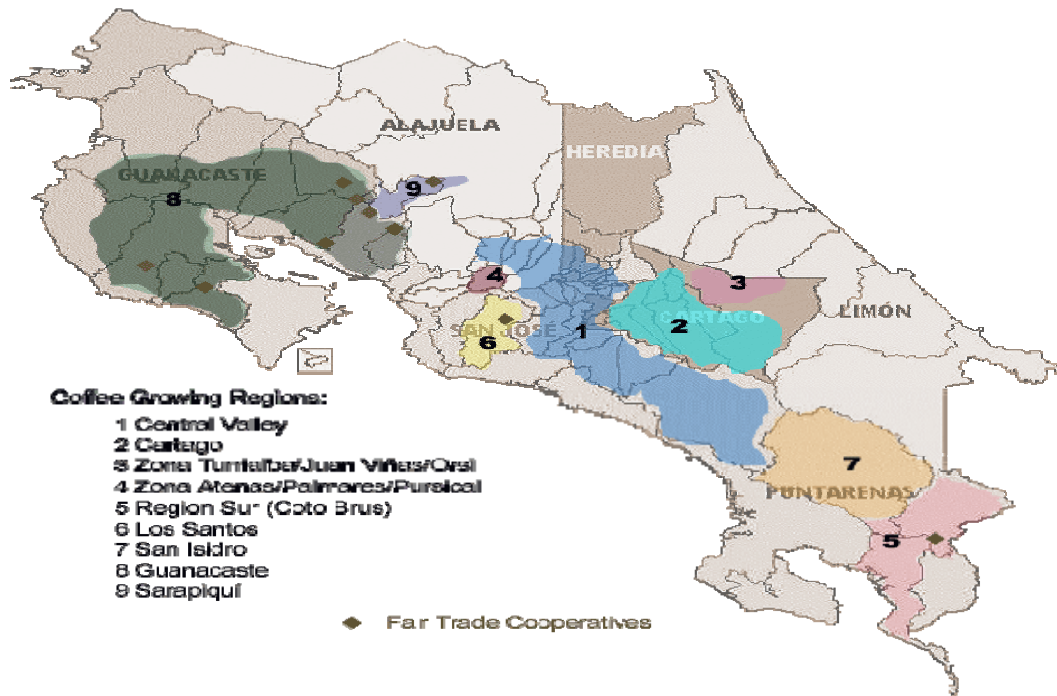 ALAJUELA
HEREDIA
GUANACASTE
8
9
4
3
CARTAGO
LIMÓN
SAN JOSÉ
2
1
6
Coffee Growing Regions:
1 Central Valley
2 Cartago
3 Zona Turrialba/Juan Viñas/Orsi
4 Zona Atenas/Palmares/Pursical
5 Region Sur (Coto Brus)
6 Los Santos
7 San Isidro
8 Guanacaste
9 Sarapiquí
7
PUNTARENAS
5
Fair Trade Cooperatives